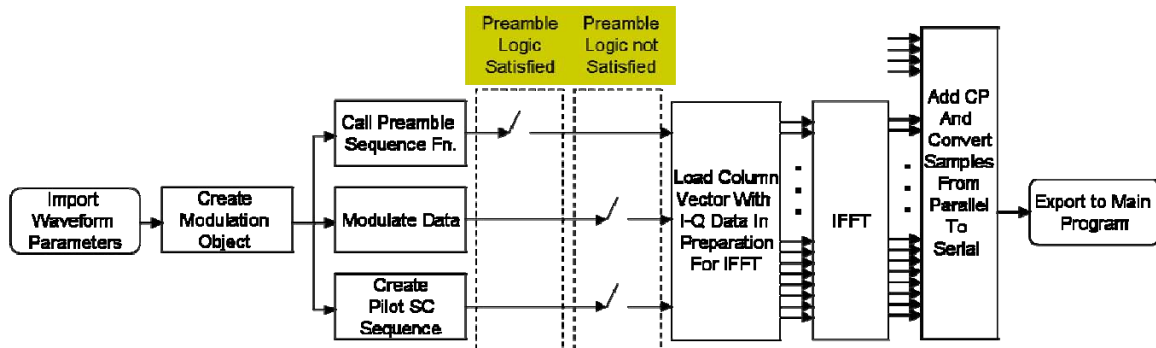 Preamble
Logic
Satisfied
Preamble
Logic not
Satisfied
Import
Waveform
Parameters
Create
Modulation
Object
Call Preamble
Sequence Fn.
Modulate Data
Create
Pilot SC
Sequence
Load Column
Vector With
I-Q Data In
Preparation
For IFFT
IFFT
Add CP
And
Convert
Samples
From
Parallel
To
Serial
Export to Main
Program